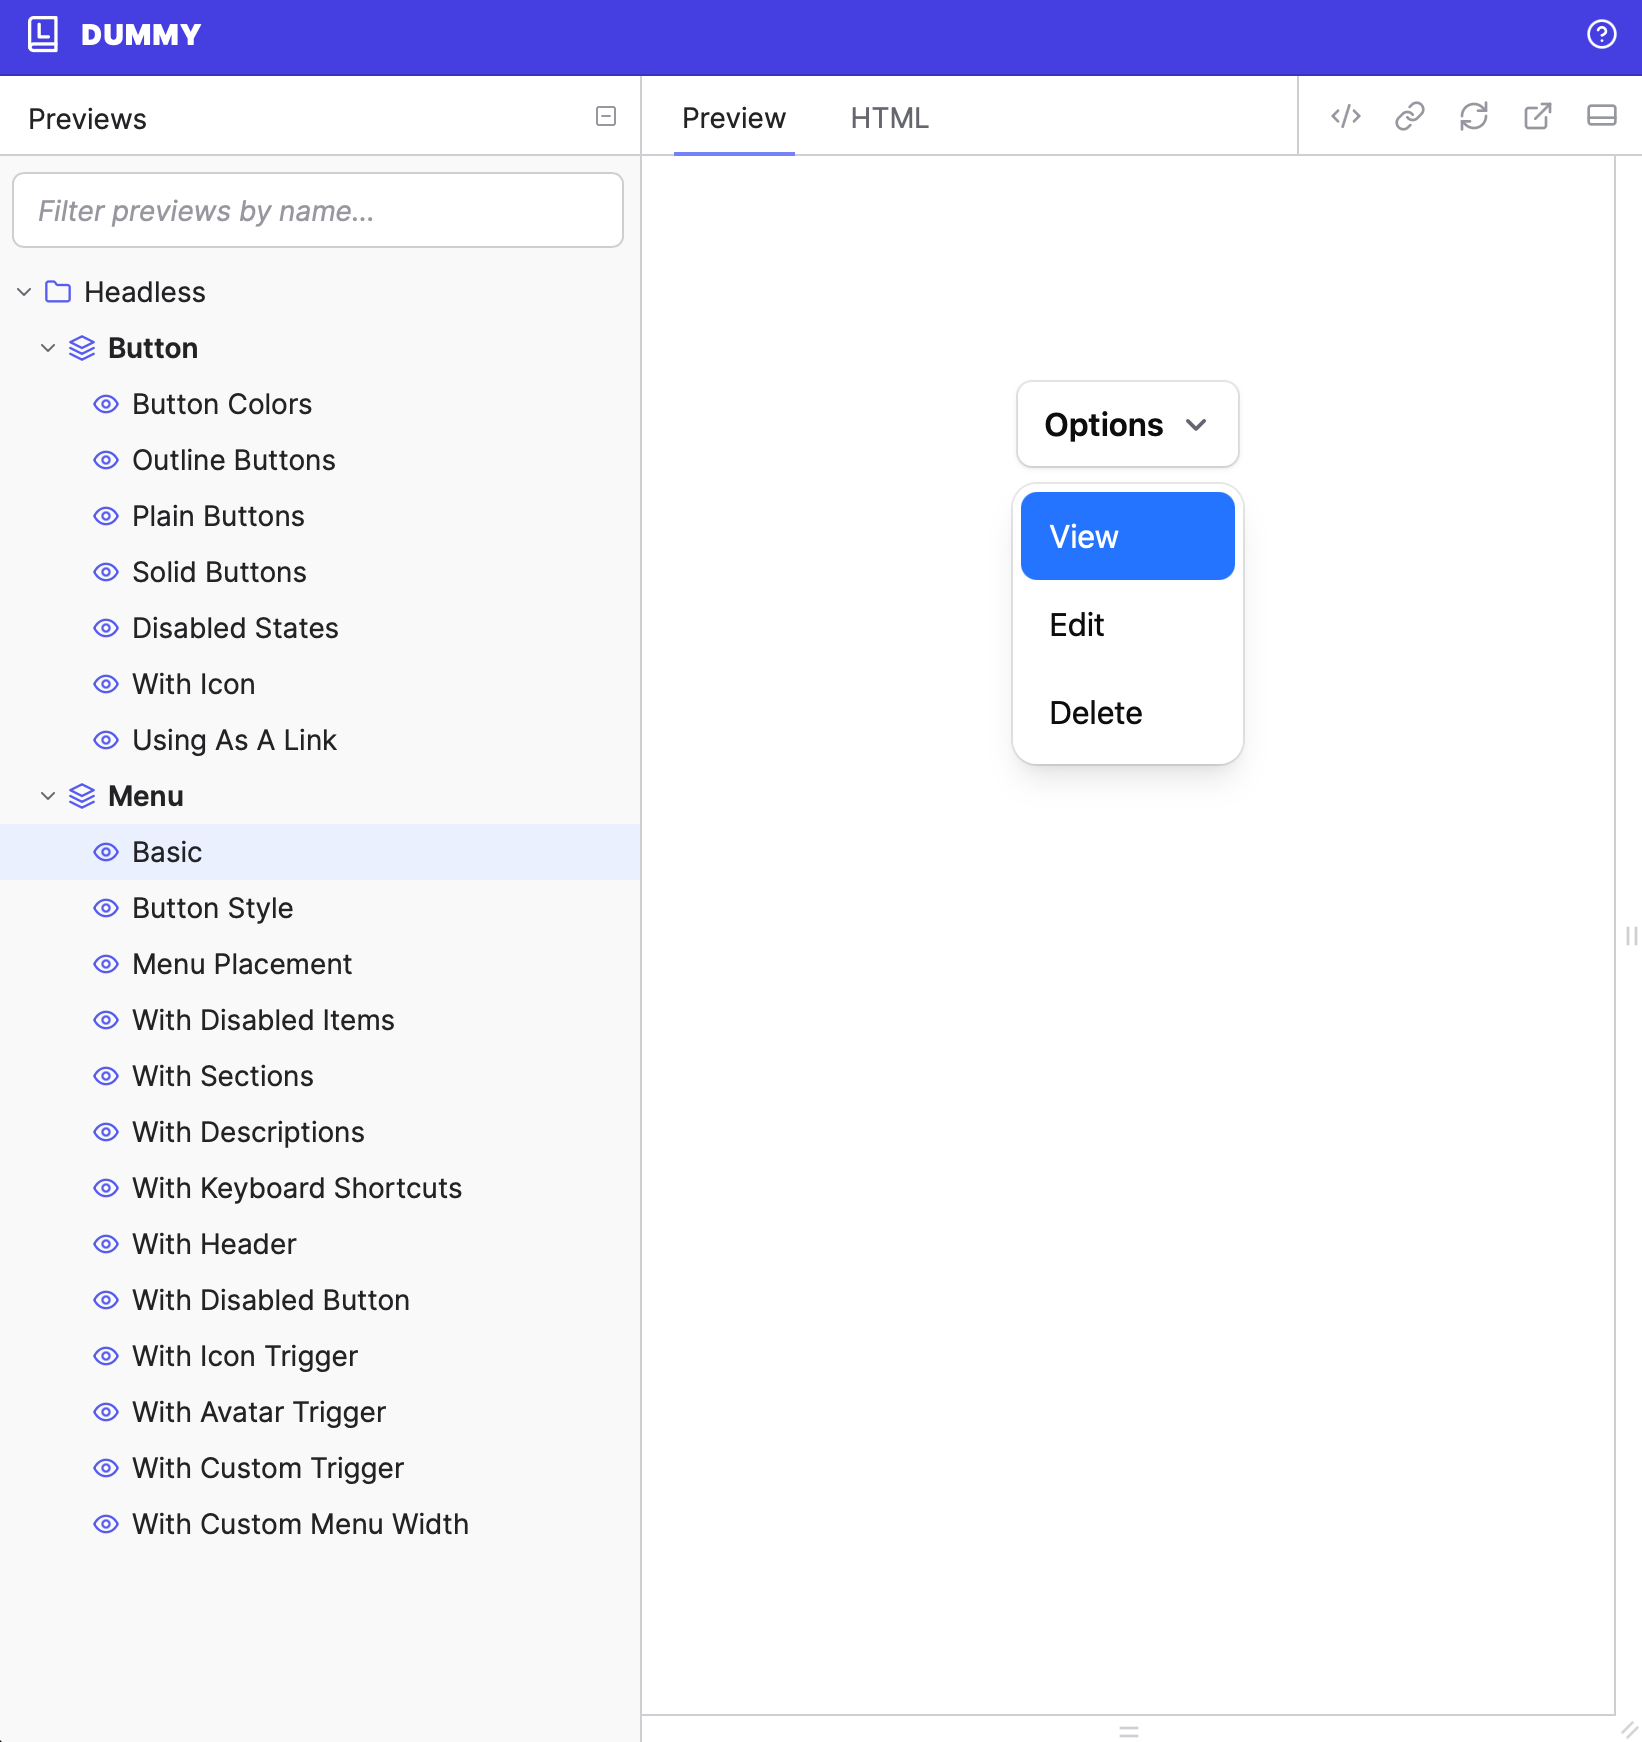 DUMMY
Previews
Preview
HTML
Filter previews by name...
Headless
Button
Button Colors
Outline Buttons
Plain Buttons
Solid Buttons
Disabled States
With Icon
Using As A Link
Menu
Basic
Button Style
Menu Placement
With Disabled Items
With Sections
With Descriptions
With Keyboard Shortcuts
With Header
With Disabled Button
With Icon Trigger
With Avatar Trigger
With Custom Trigger
With Custom Menu Width
Options
View
Edit
Delete